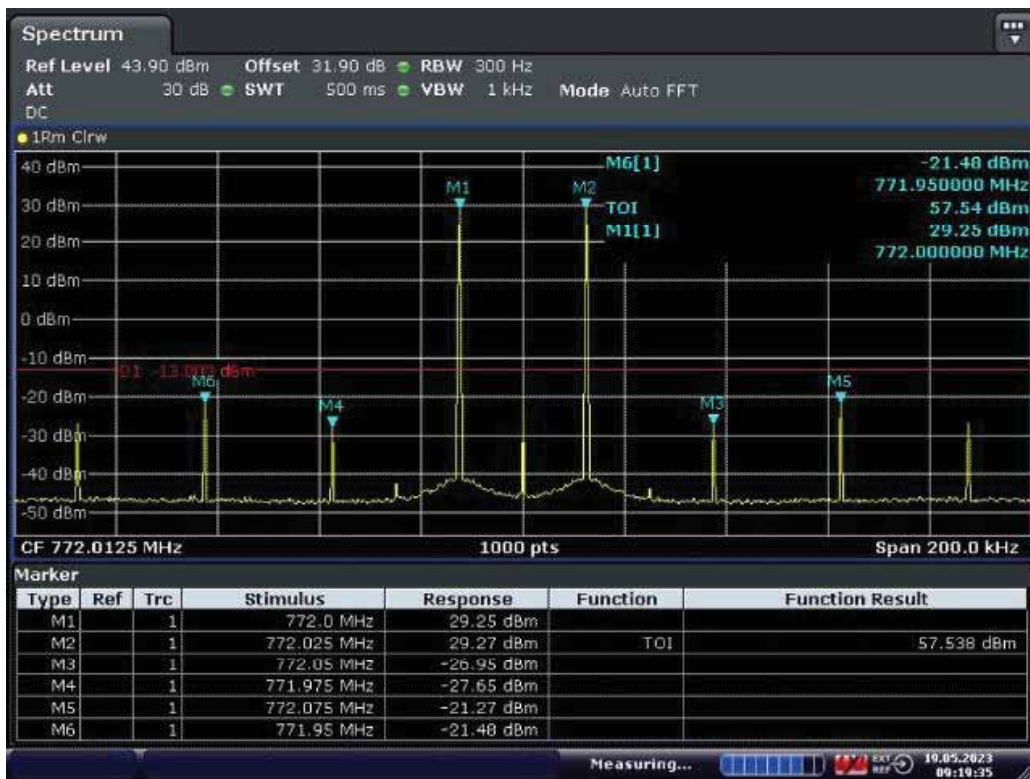 Spectrum
Ref Level 43.90 dBm Offset 31.90 dB RBW 300 Hz
Att 30 dB SWT 500 ms VBW 1 kHz Mode Auto FFT
DC
1Rm Clrw
40 dBm
M6[1] -21.48 dBm
771.950000 MHz
M1 M2
30 dBm
TOI 57.54 dBm
M1[1] 29.25 dBm
20 dBm
772.000000 MHz
10 dBm
0 dBm
-10 dBm
D1 -13.000 dBm
M6 M5
-20 dBm
M4 M3
-30 dBm
-40 dBm
-50 dBm
CF 772.0125 MHz 1000 pts Span 200.0 kHz
Marker
Type Ref Trc Stimulus Response Function Function Result
M1 1 772.0 MHz 29.25 dBm
M2 1 772.025 MHz 29.27 dBm TOI 57.538 dBm
M3 1 772.05 MHz -26.95 dBm
M4 1 771.975 MHz -27.65 dBm
M5 1 772.075 MHz -21.27 dBm
M6 1 771.95 MHz -21.48 dBm
Measuring... EXT REF 19.05.2023
09:19:35